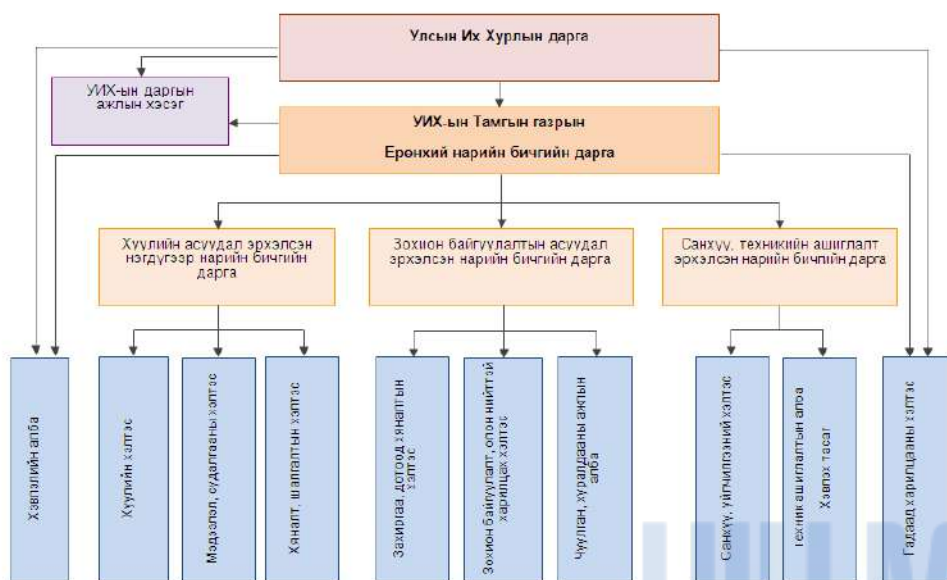 Улсын Их Хурлын дарга
УИХ-ын даргын
ажлын хэсэг
УИХ-ын Тамгын газрын
Ерөнхий нарийн бичгийн дарга
Хуулийн асуудал эрхэлсэн
нэгдүгээр нарийн бичгийн
дарга
Зохион байгуулалтын асуудал
эрхэлсэн нарийн бичгийн дарга
Санхүү, техникийн ашиглалт
эрхэлсэн нарийн бичгийн дарга
Хэвлэлийн алба
Хуулийн хэлтэс
Мэдээлэл, судалгааны хэлтэс
Хяналт, шалгалтын хэлтэс
Захиргаа, дотоод хяналтын
хэлтэс
Зохион байгуулалт, олон нийттэй
харилцах хэлтэс
Чуулган, хуралдааны ажлын
алба
Санхүү, үйлчилгээний хэлтэс
Техник ашиглалтын алба
Хэвлэх тасаг
Гадаад харилцааны хэлтэс